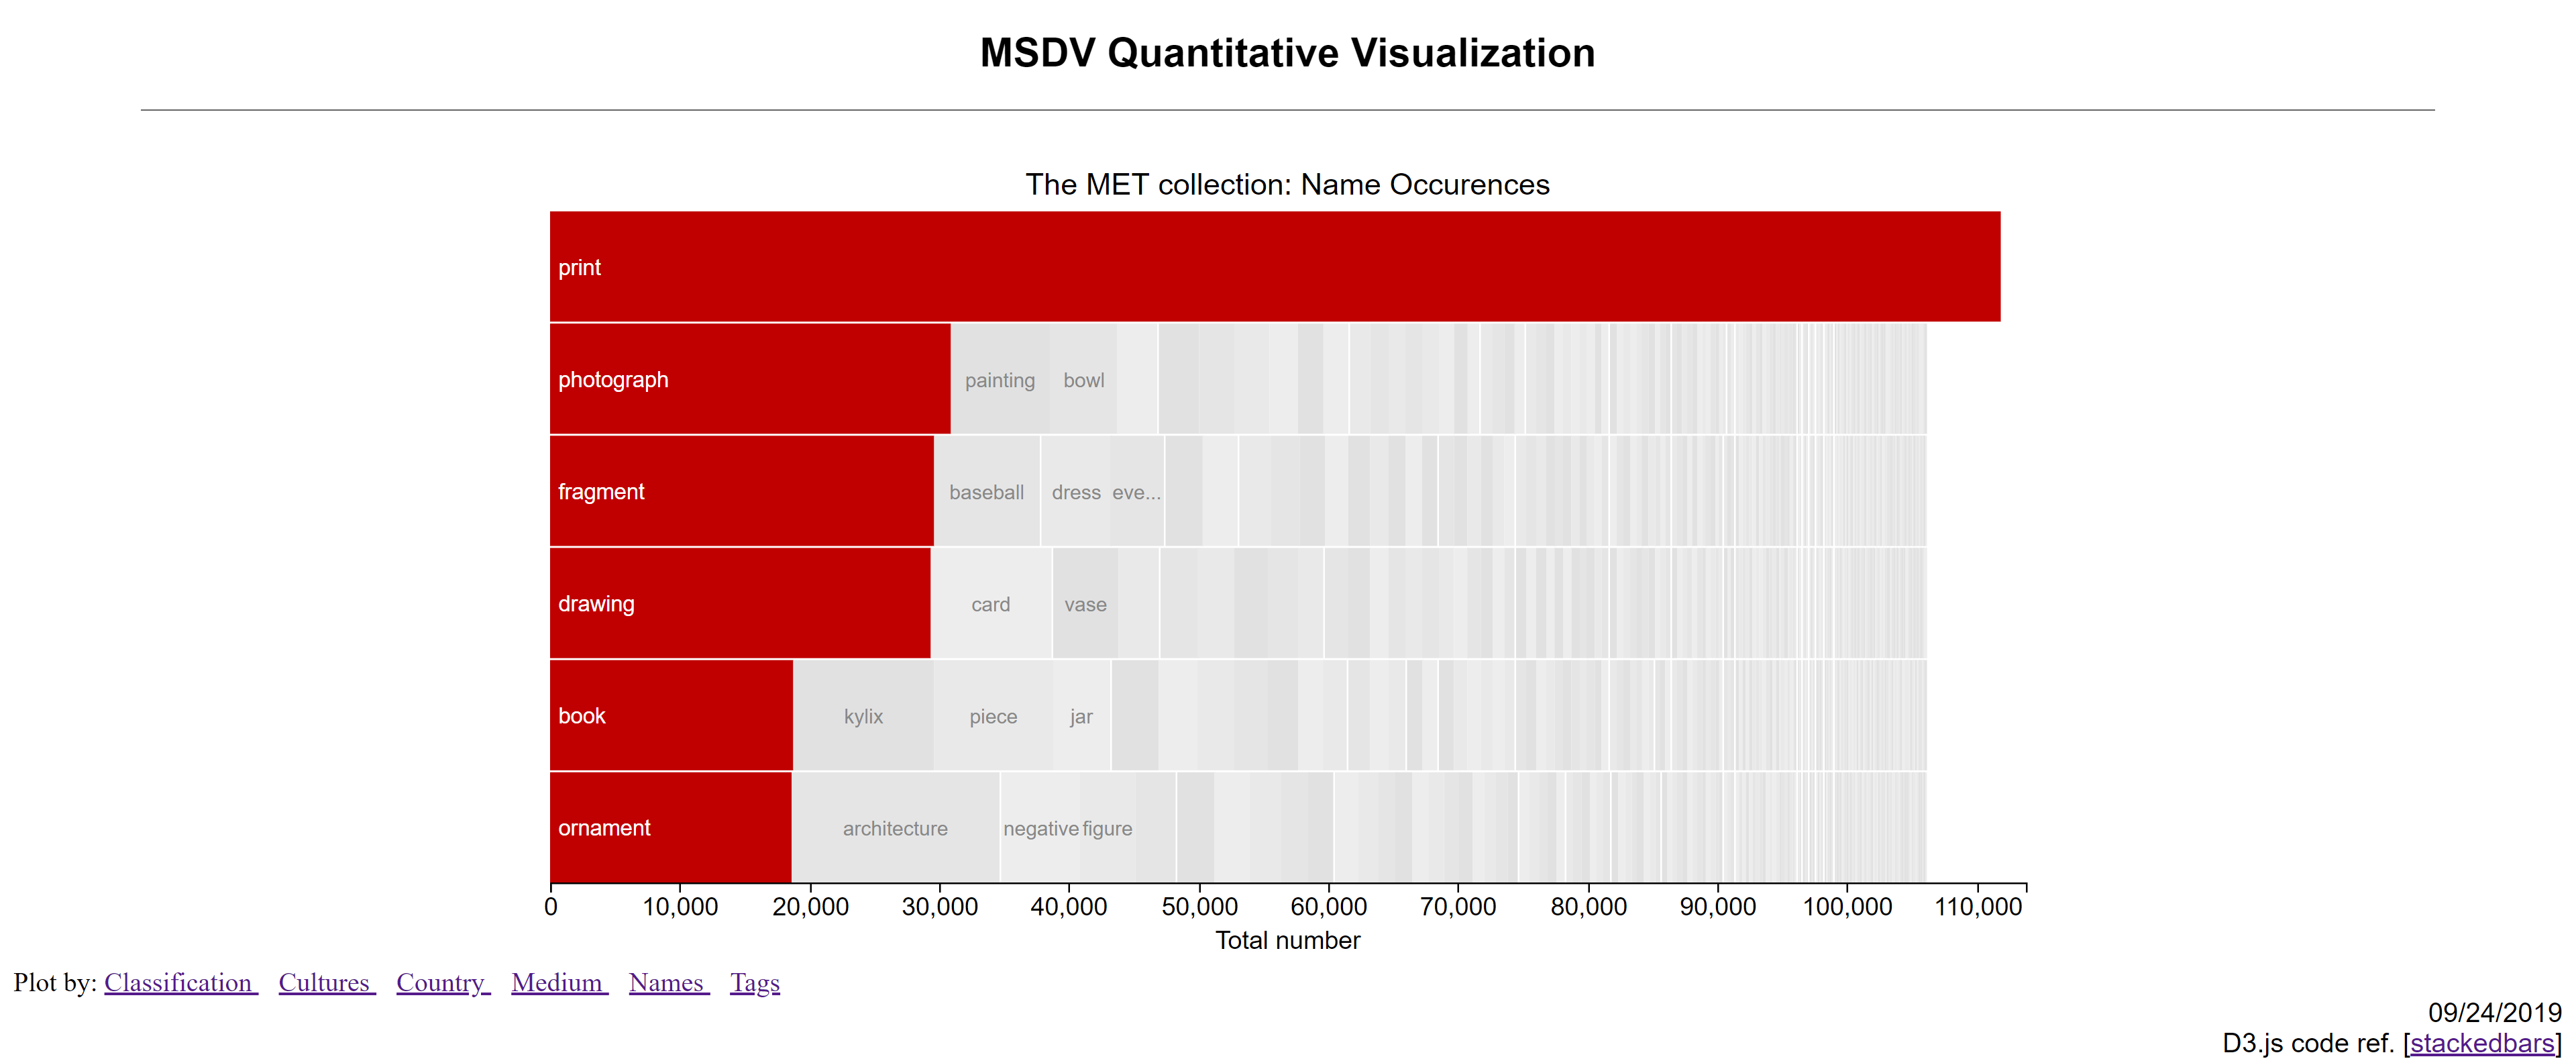 MSDV Quantitative Visualization
The MET collection: Name Occurences
print
photograph painting bowl
fragment baseball dress eve...
drawing card vase
book kylix piece jar
ornament architecture negative figure
0 10,000 20,000 30,000 40,000 50,000 60,000 70,000 80,000 90,000 100,000 110,000
Total number
Plot by: Classification Cultures Country Medium Names Tags
09/24/2019
D3.js code ref. [stackedbars]